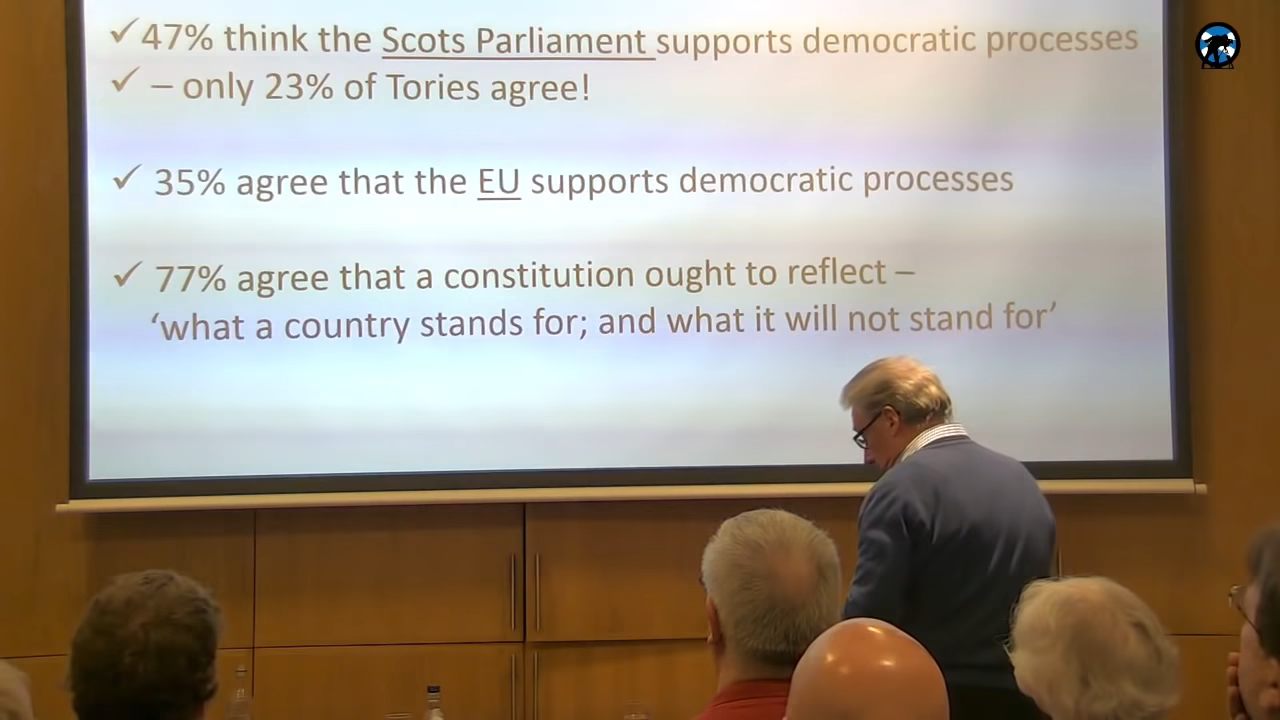 ✓47% think the Scots Parliament supports democratic processes
✓ – only 23% of Tories agree!
✓ 35% agree that the EU supports democratic processes
✓ 77% agree that a constitution ought to reflect –
‘what a country stands for; and what it will not stand for’